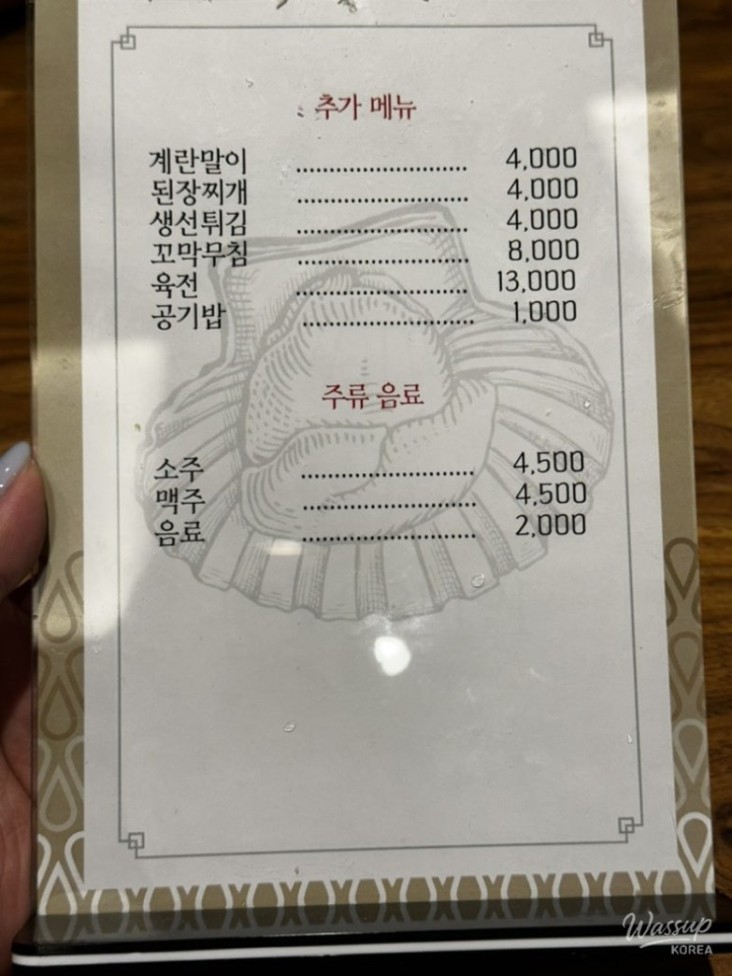 추가 메뉴
계란말이 ........................................ 4,000
된장찌개 ........................................ 4,000
생선튀김 ........................................ 4,000
꼬막무침 ........................................ 8,000
육전 ........................................ 13,000
공기밥 ........................................ 1,000
주류 음료
소주 ........................................ 4,500
맥주 ........................................ 4,500
음료 ........................................ 2,000
Wassup
KOREA